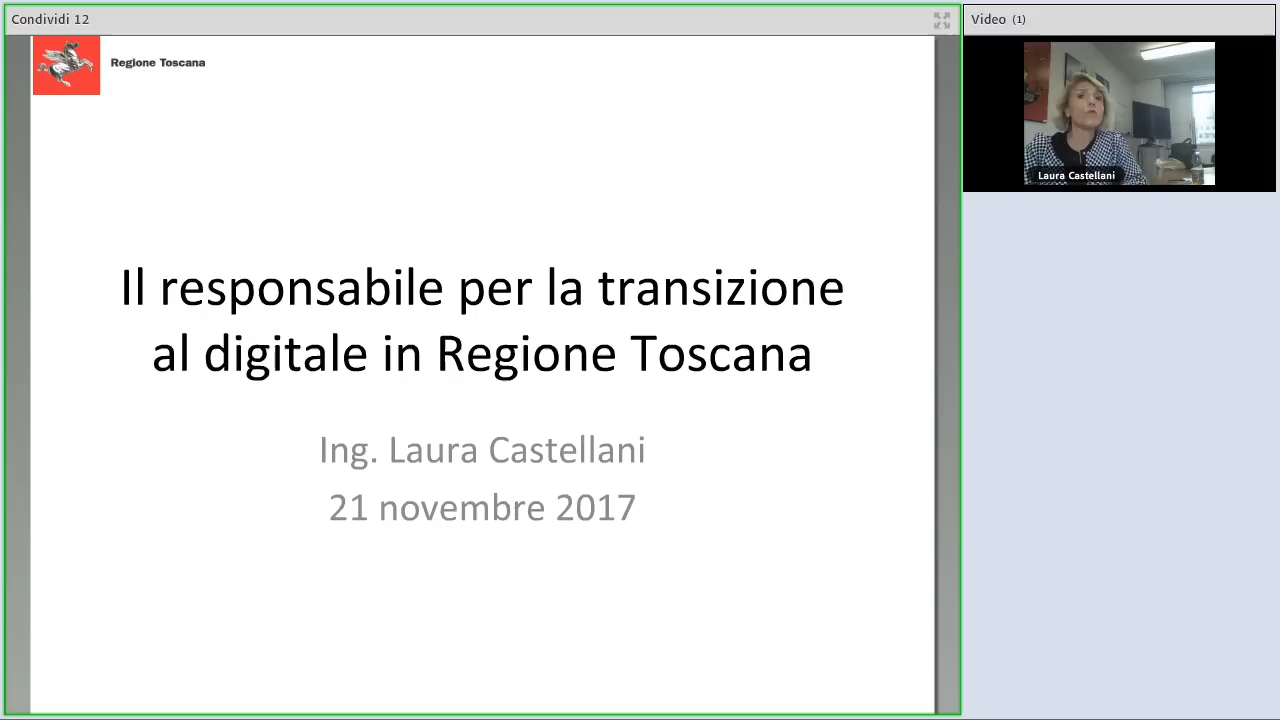 Condividi 12
Video (1)
Regione Toscana
Laura Castellani
Il responsabile per la transizione
al digitale in Regione Toscana
Ing. Laura Castellani
21 novembre 2017